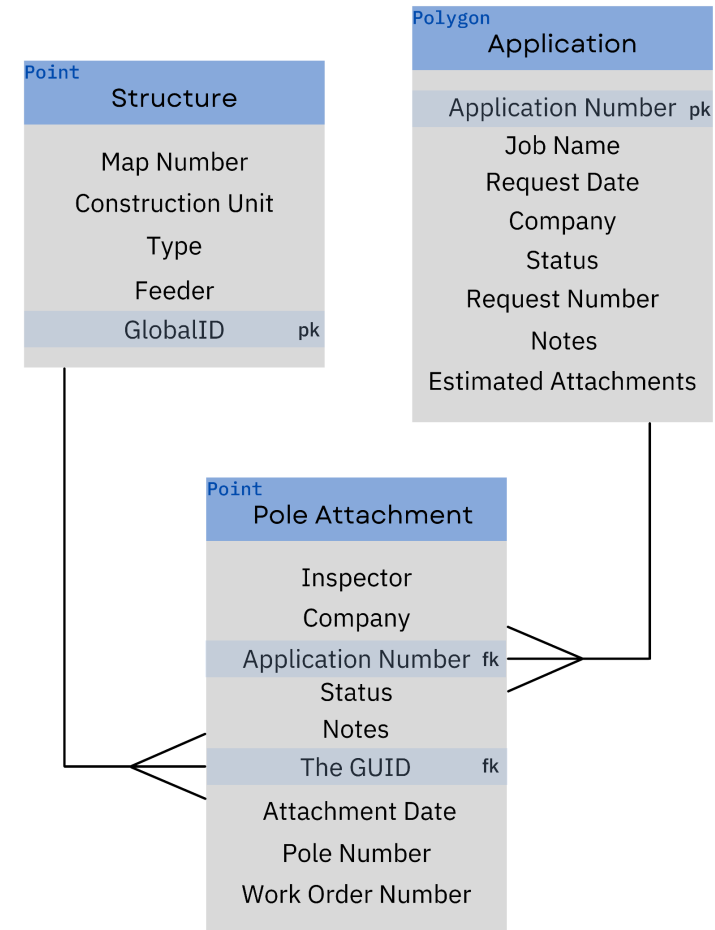 Point
Structure
Map Number
Construction Unit
Type
Feeder
GlobalID pk
Polygon
Application
Application Number pk
Job Name
Request Date
Company
Status
Request Number
Notes
Estimated Attachments
Point
Pole Attachment
Inspector
Company
Application Number fk
Status
Notes
The GUID fk
Attachment Date
Pole Number
Work Order Number